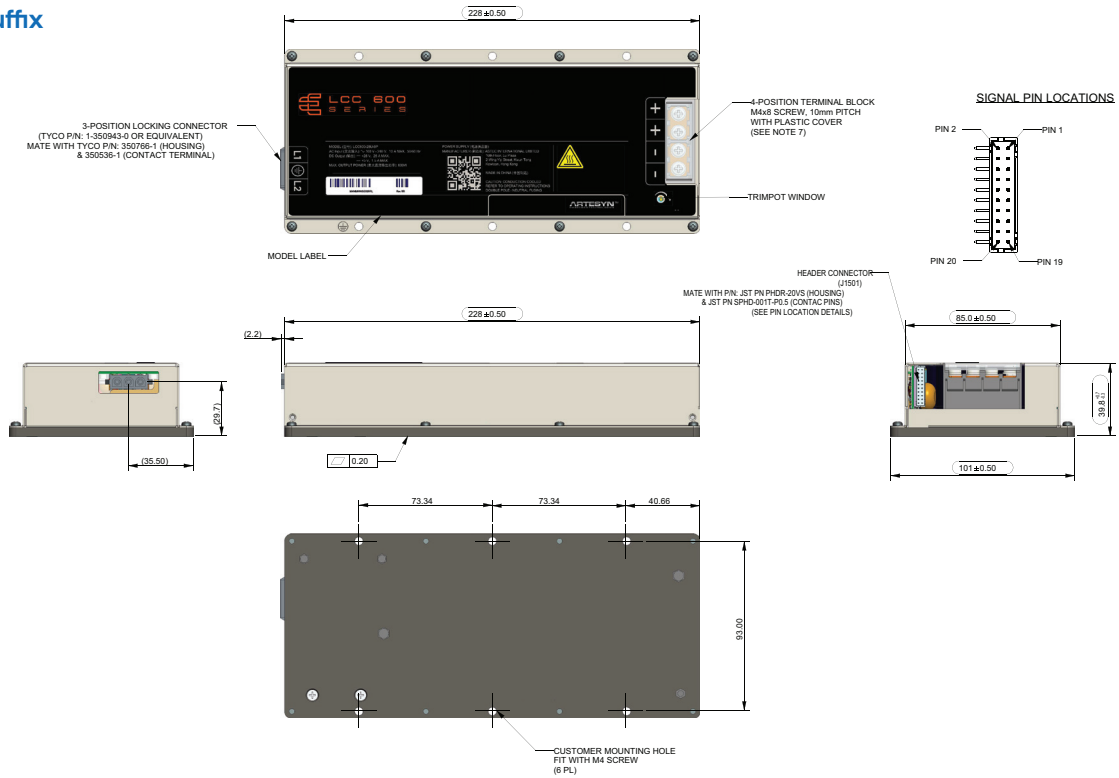 uffix
228±0.50
3-POSITION LOCKING CONNECTOR
(TYCO P/N: 1-350943-0 OR EQUIVALENT)
MATE WITH TYCO P/N: 350766-1 (HOUSING)
& 350536-1 (CONTACT TERMINAL)
L1
L2
LCC 600
SERIES
ARTESYN
+
+
-
-
4-POSITION TERMINAL BLOCK
M4x8 SCREW, 10mm PITCH
WITH PLASTIC COVER
(SEE NOTE 7)
TRIMPOT WINDOW
MODEL LABEL
SIGNAL PIN LOCATIONS
PIN 2
PIN 1
PIN 20
PIN 19
HEADER CONNECTOR
(J1501)
MATE WITH P/N: JST PN PHDR-20VS (HOUSING)
& JST PN SPHD-001T-P0.5 (CONTAC PINS)
(SEE PIN LOCATION DETAILS)
(2.2)
228±0.50
85.0±0.50
(29.7)
(35.50)
0.20
39.8
101±0.50
73.34
73.34
40.66
93.00
CUSTOMER MOUNTING HOLE
FIT WITH M4 SCREW
(6 PL)